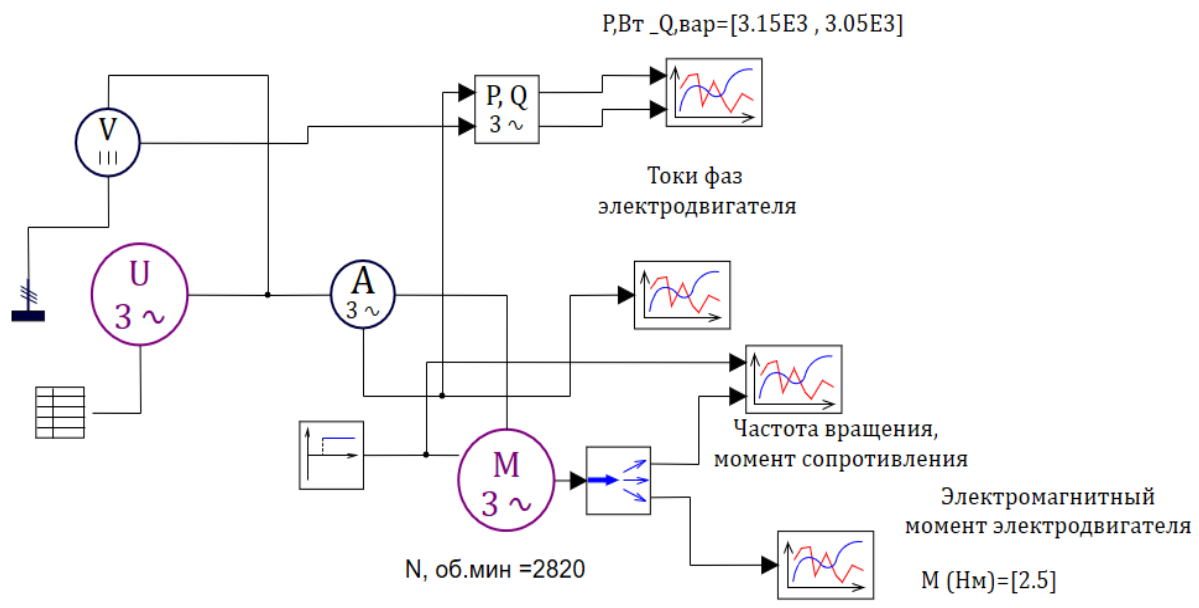 P,Вт _Q,вар=[3.15E3 , 3.05E3]
V
P, Q
3 ∿
Токи фаз
электродвигателя
U
3 ∿
A
3 ∿
Частота вращения,
момент сопротивления
M
3 ∿
Электромагнитный
момент электродвигателя
N, об.мин =2820
М (Нм)=[2.5]